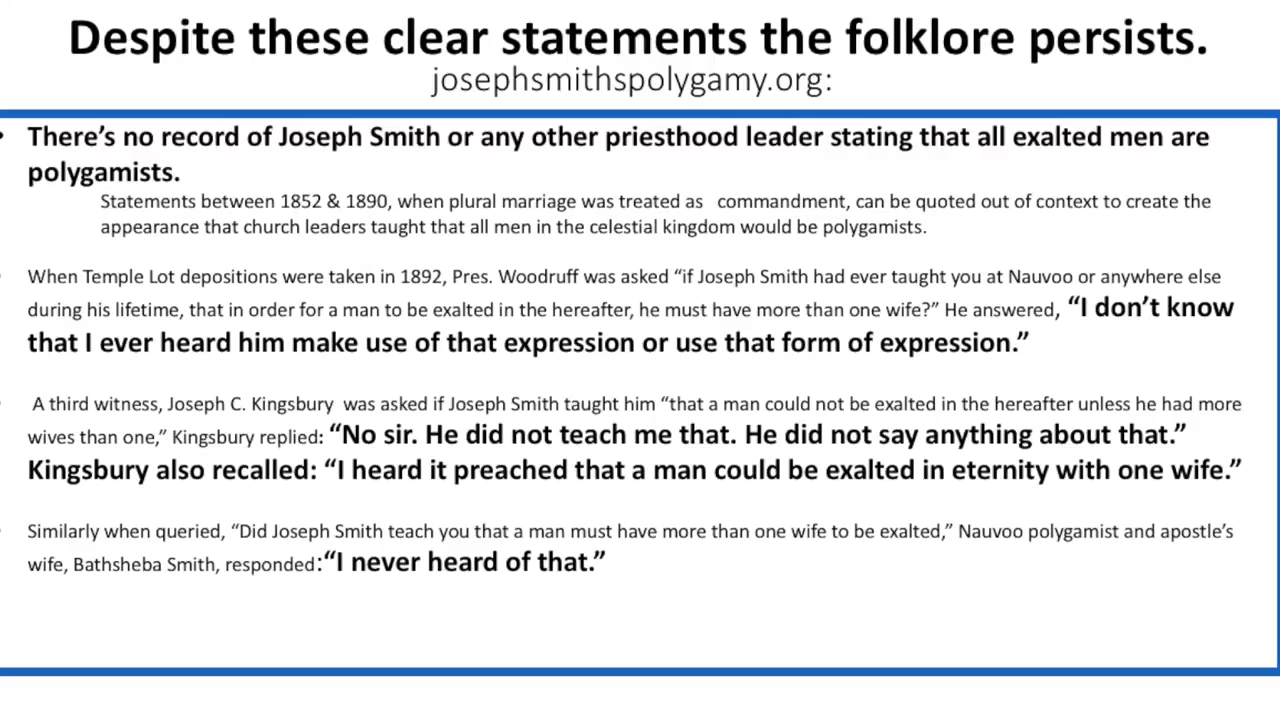 Despite these clear statements the folklore persists.
josephsmithspolygamy.org:
• There’s no record of Joseph Smith or any other priesthood leader stating that all exalted men are
polygamists.
Statements between 1852 & 1890, when plural marriage was treated as commandment, can be quoted out of context to create the
appearance that church leaders taught that all men in the celestial kingdom would be polygamists.
When Temple Lot depositions were taken in 1892, Pres. Woodruff was asked “if Joseph Smith had ever taught you at Nauvoo or anywhere else
during his lifetime, that in order for a man to be exalted in the hereafter, he must have more than one wife?” He answered, “I don’t know
that I ever heard him make use of that expression or use that form of expression.”
A third witness, Joseph C. Kingsbury was asked if Joseph Smith taught him “that a man could not be exalted in the hereafter unless he had more
wives than one,” Kingsbury replied: “No sir. He did not teach me that. He did not say anything about that.”
Kingsbury also recalled: “I heard it preached that a man could be exalted in eternity with one wife.”
Similarly when queried, “Did Joseph Smith teach you that a man must have more than one wife to be exalted,” Nauvoo polygamist and apostle’s
wife, Bathsheba Smith, responded:“I never heard of that.”